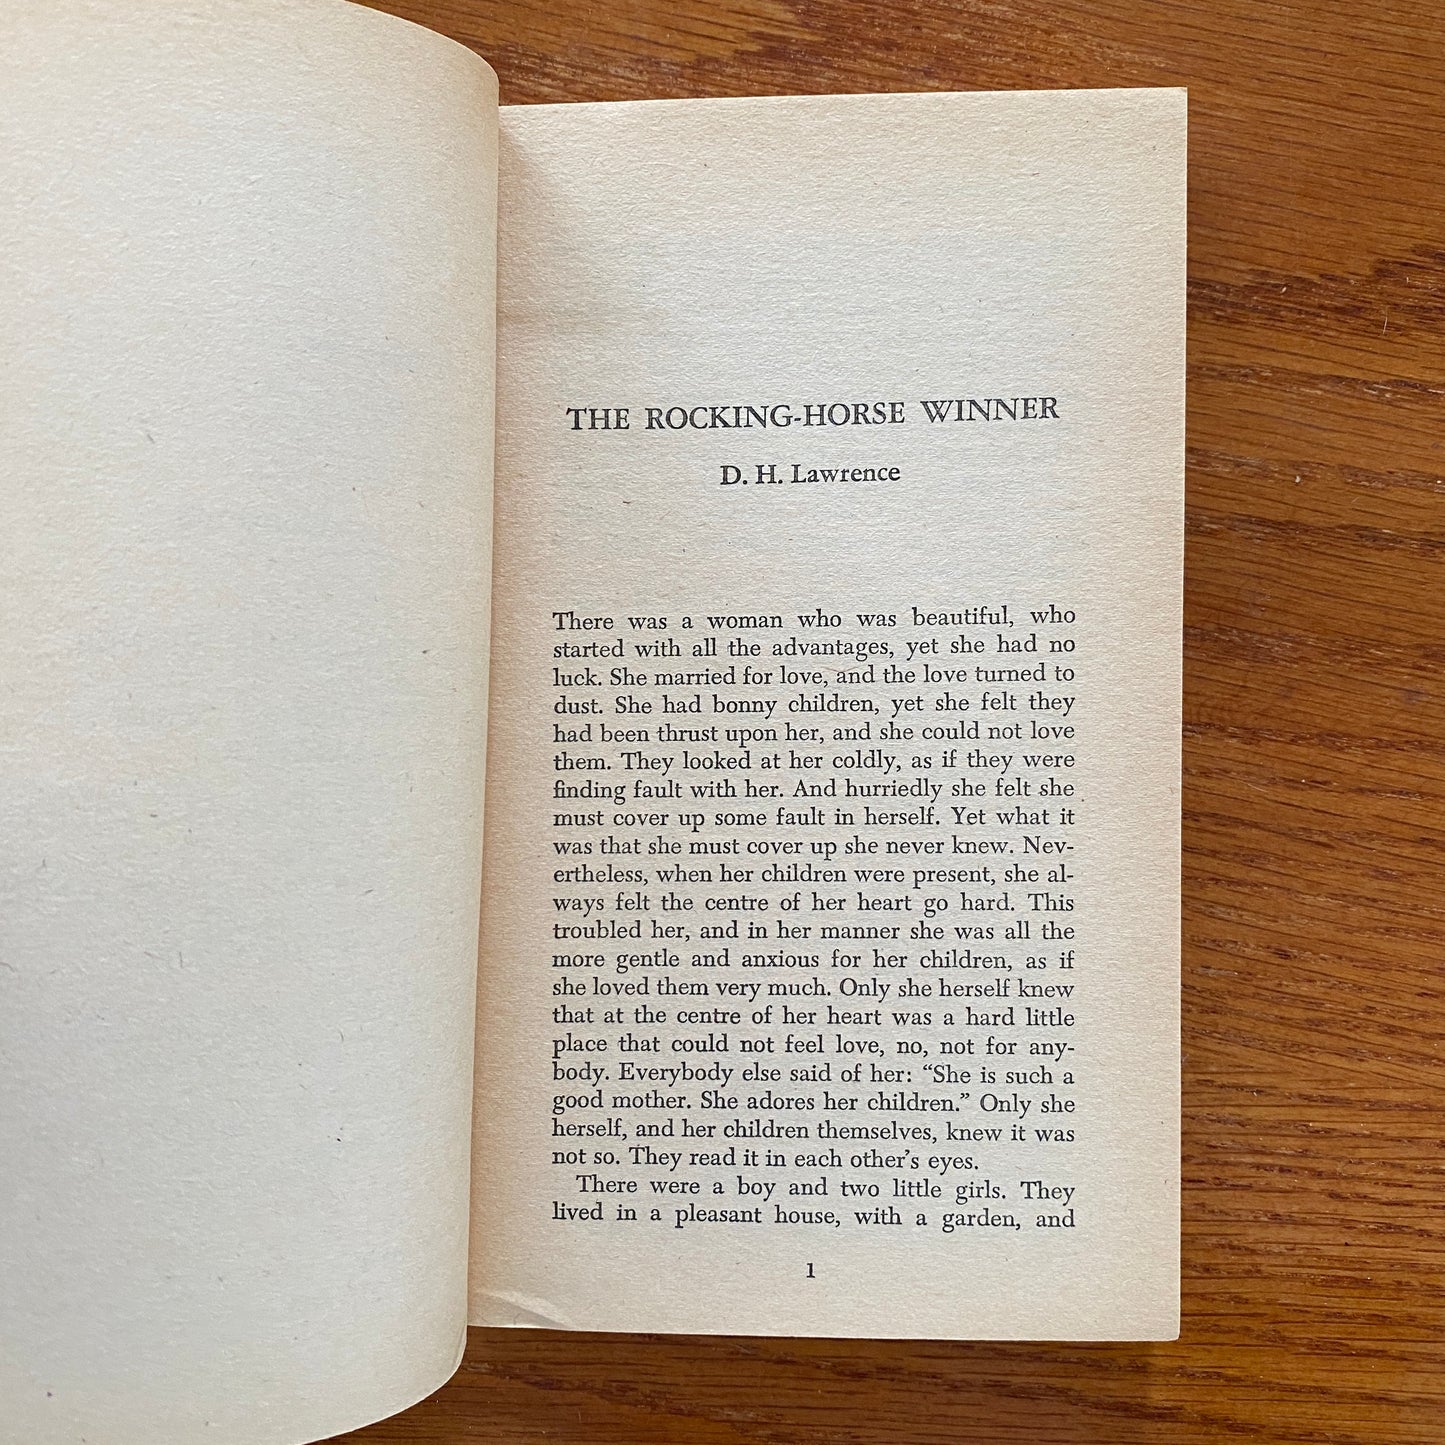 THE ROCKING-HORSE WINNER
D. H. Lawrence
There was a woman who was beautiful, who
started with all the advantages, yet she had no
luck. She married for love, and the love turned to
dust. She had bonny children, yet she felt they
had been thrust upon her, and she could not love
them. They looked at her coldly, as if they were
finding fault with her. And hurriedly she felt she
must cover up some fault in herself. Yet what it
was that she must cover up she never knew. Nev-
ertheless, when her children were present, she al-
ways felt the centre of her heart go hard. This
troubled her, and in her manner she was all the
more gentle and anxious for her children, as if
she loved them very much. Only she herself knew
that at the centre of her heart was a hard little
place that could not feel love, no, not for any-
body. Everybody else said of her: “She is such a
good mother. She adores her children.” Only she
herself, and her children themselves, knew it was
not so. They read it in each other’s eyes.
There were a boy and two little girls. They
lived in a pleasant house, with a garden, and
1